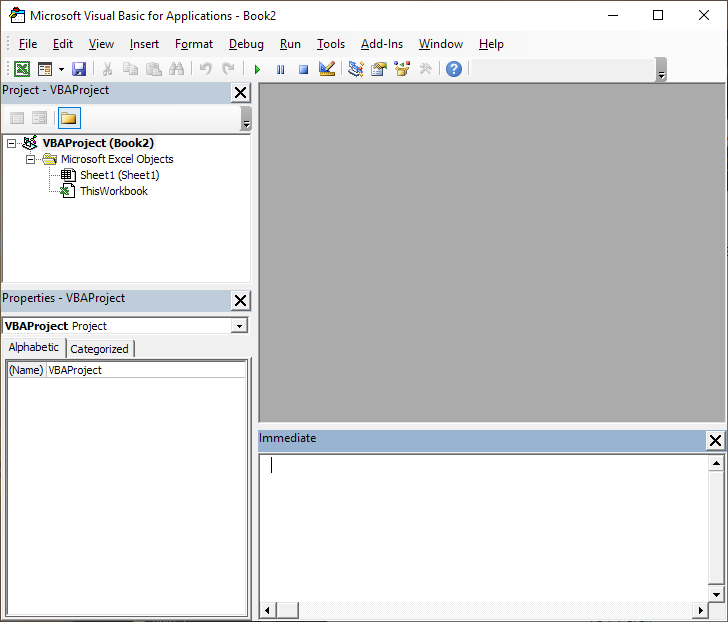 Microsoft Visual Basic for Applications - Book2
File Edit View Insert Format Debug Run Tools Add-Ins Window Help
Project - VBAProject
VBAProject (Book2)
Microsoft Excel Objects
Sheet1 (Sheet1)
ThisWorkbook
Properties - VBAProject
VBAProject Project
Alphabetic Categorized
(Name) VBAProject
Immediate